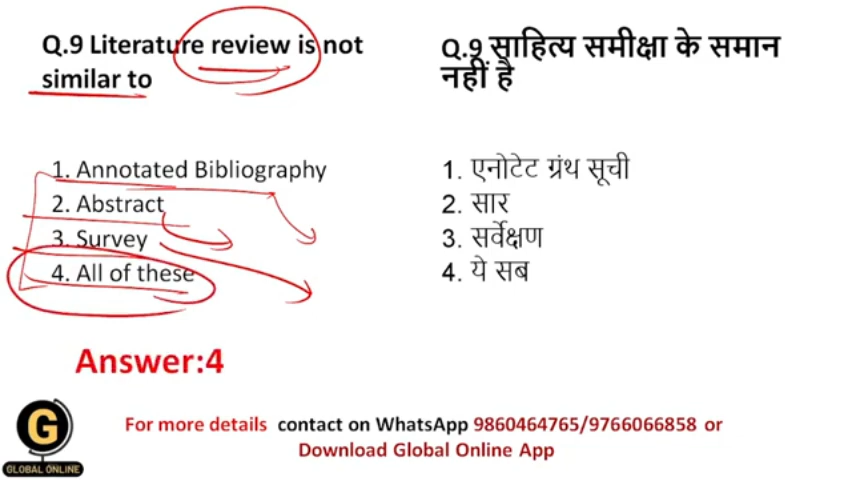 Q.9 Literature review is not
similar to
1. Annotated Bibliography
2. Abstract
3. Survey
4. All of these
Answer:4
Q.9 साहित्य समीक्षा के समान
नहीं है
1. एनोटेट ग्रंथ सूची
2. सार
3. सर्वेक्षण
4. ये सब
G
GLOBAL ONLINE
For more details contact on WhatsApp 9860464765/9766066858 or
Download Global Online App